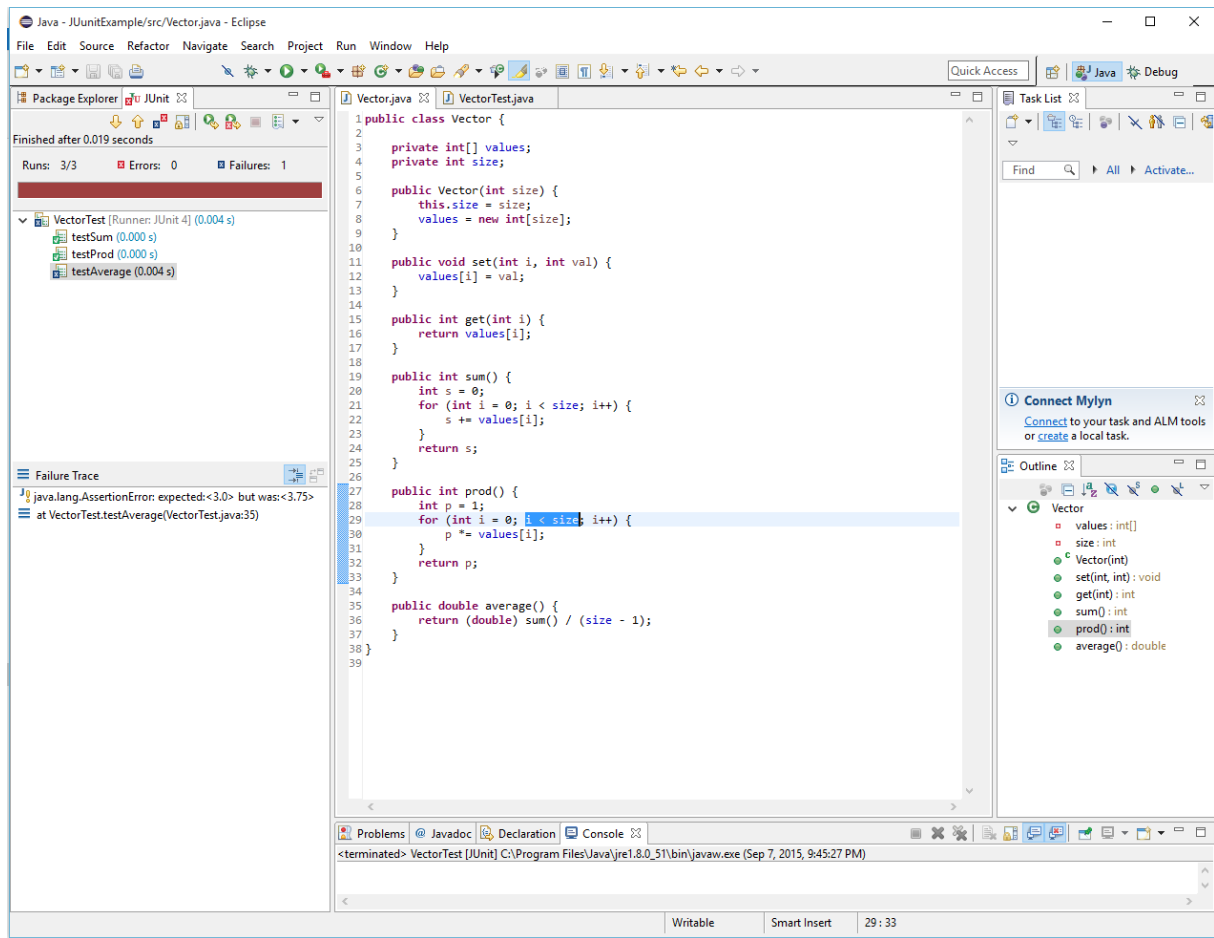 Java - JUunitExample/src/Vector.java - Eclipse
File Edit Source Refactor Navigate Search Project Run Window Help
Quick Access
Java
Debug
Package Explorer
JUnit
Finished after 0.019 seconds
Runs: 3/3 Errors: 0 Failures: 1
VectorTest [Runner: JUnit 4] (0.004 s)
testSum (0.000 s)
testProd (0.000 s)
testAverage (0.004 s)
Failure Trace
java.lang.AssertionError: expected:<3.0> but was:<3.75>
at VectorTest.testAverage(VectorTest.java:35)
Vector.java
VectorTest.java
1 public class Vector {
2
3 private int[] values;
4 private int size;
5
6 public Vector(int size) {
7 this.size = size;
8 values = new int[size];
9 }
10
11 public void set(int i, int val) {
12 values[i] = val;
13 }
14
15 public int get(int i) {
16 return values[i];
17 }
18
19 public int sum() {
20 int s = 0;
21 for (int i = 0; i < size; i++) {
22 s += values[i];
23 }
24 return s;
25 }
26
27 public int prod() {
28 int p = 1;
29 for (int i = 0; i < size; i++) {
30 p *= values[i];
31 }
32 return p;
33 }
34
35 public double average() {
36 return (double) sum() / (size - 1);
37 }
38 }
39
Task List
Find
All
Activate...
Connect Mylyn
Connect to your task and ALM tools
or create a local task.
Outline
Vector
values : int[]
size : int
Vector(int)
set(int, int) : void
get(int) : int
sum() : int
prod() : int
average() : double
Problems
@ Javadoc
Declaration
Console
<terminated> VectorTest [JUnit] C:\Program Files\Java\jre1.8.0_51\bin\javaw.exe (Sep 7, 2015, 9:45:27 PM)
Writable
Smart Insert
29 : 33